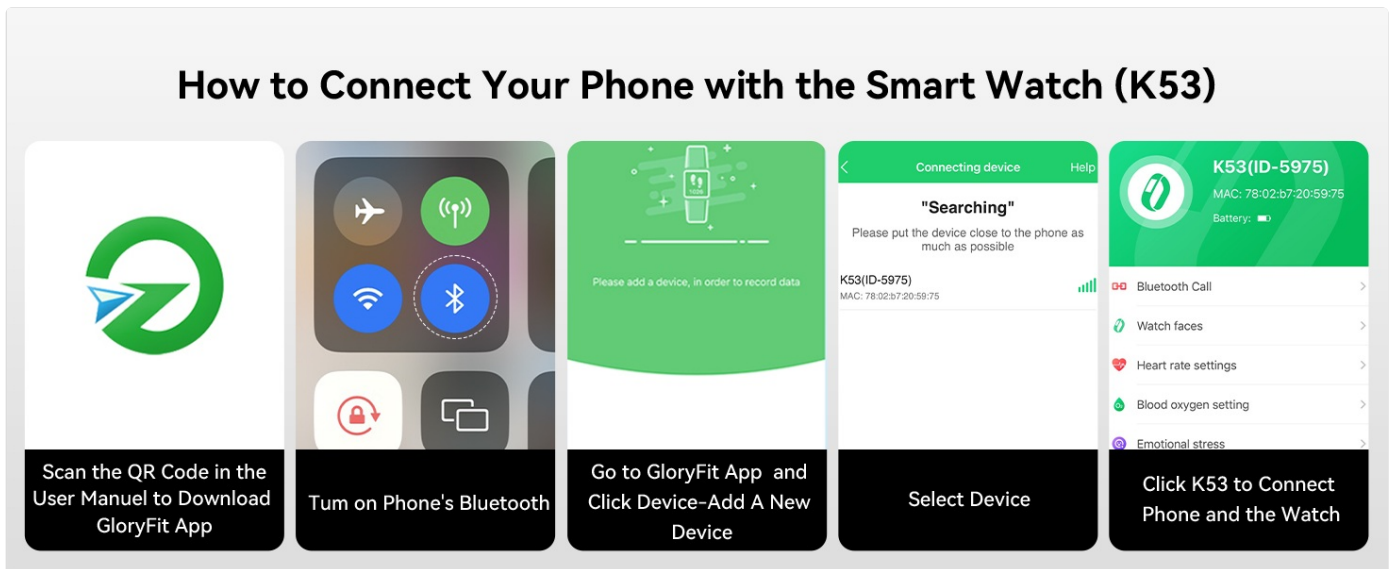 How to Connect Your Phone with the Smart Watch (K53)
Scan the QR Code in the
User Manuel to Download
GloryFit App
Tum on Phone's Bluetooth
Please add a device, in order to record data
Go to GloryFit App and
Click Device-Add A New
Device
Connecting device
Help
"Searching"
Please put the device close to the phone as
much as possible
K53(ID-5975)
MAC: 78:02:b7:20:59:75
Select Device
K53(ID-5975)
MAC: 78:02:b7:20:59:75
Battery:
Bluetooth Call
Watch faces
Heart rate settings
Blood oxygen setting
Emotional stress
Click K53 to Connect
Phone and the Watch